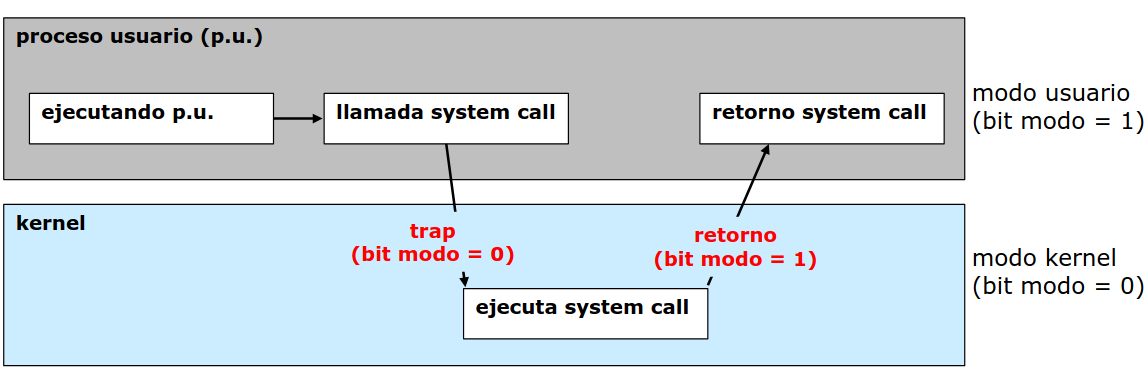 proceso usuario (p.u.)
ejecutando p.u.
llamada system call
retorno system call
modo usuario
(bit modo = 1)
kernel
trap
(bit modo = 0)
retorno
(bit modo = 1)
modo kernel
(bit modo = 0)
ejecuta system call